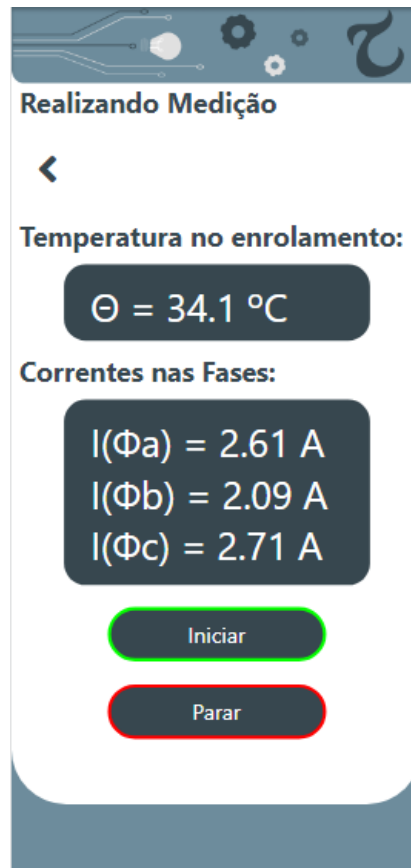 Realizando Medição
Temperatura no enrolamento:
Θ = 34.1 ºC
Correntes nas Fases:
I(Φa) = 2.61 A
I(Φb) = 2.09 A
I(Φc) = 2.71 A
Iniciar
Parar